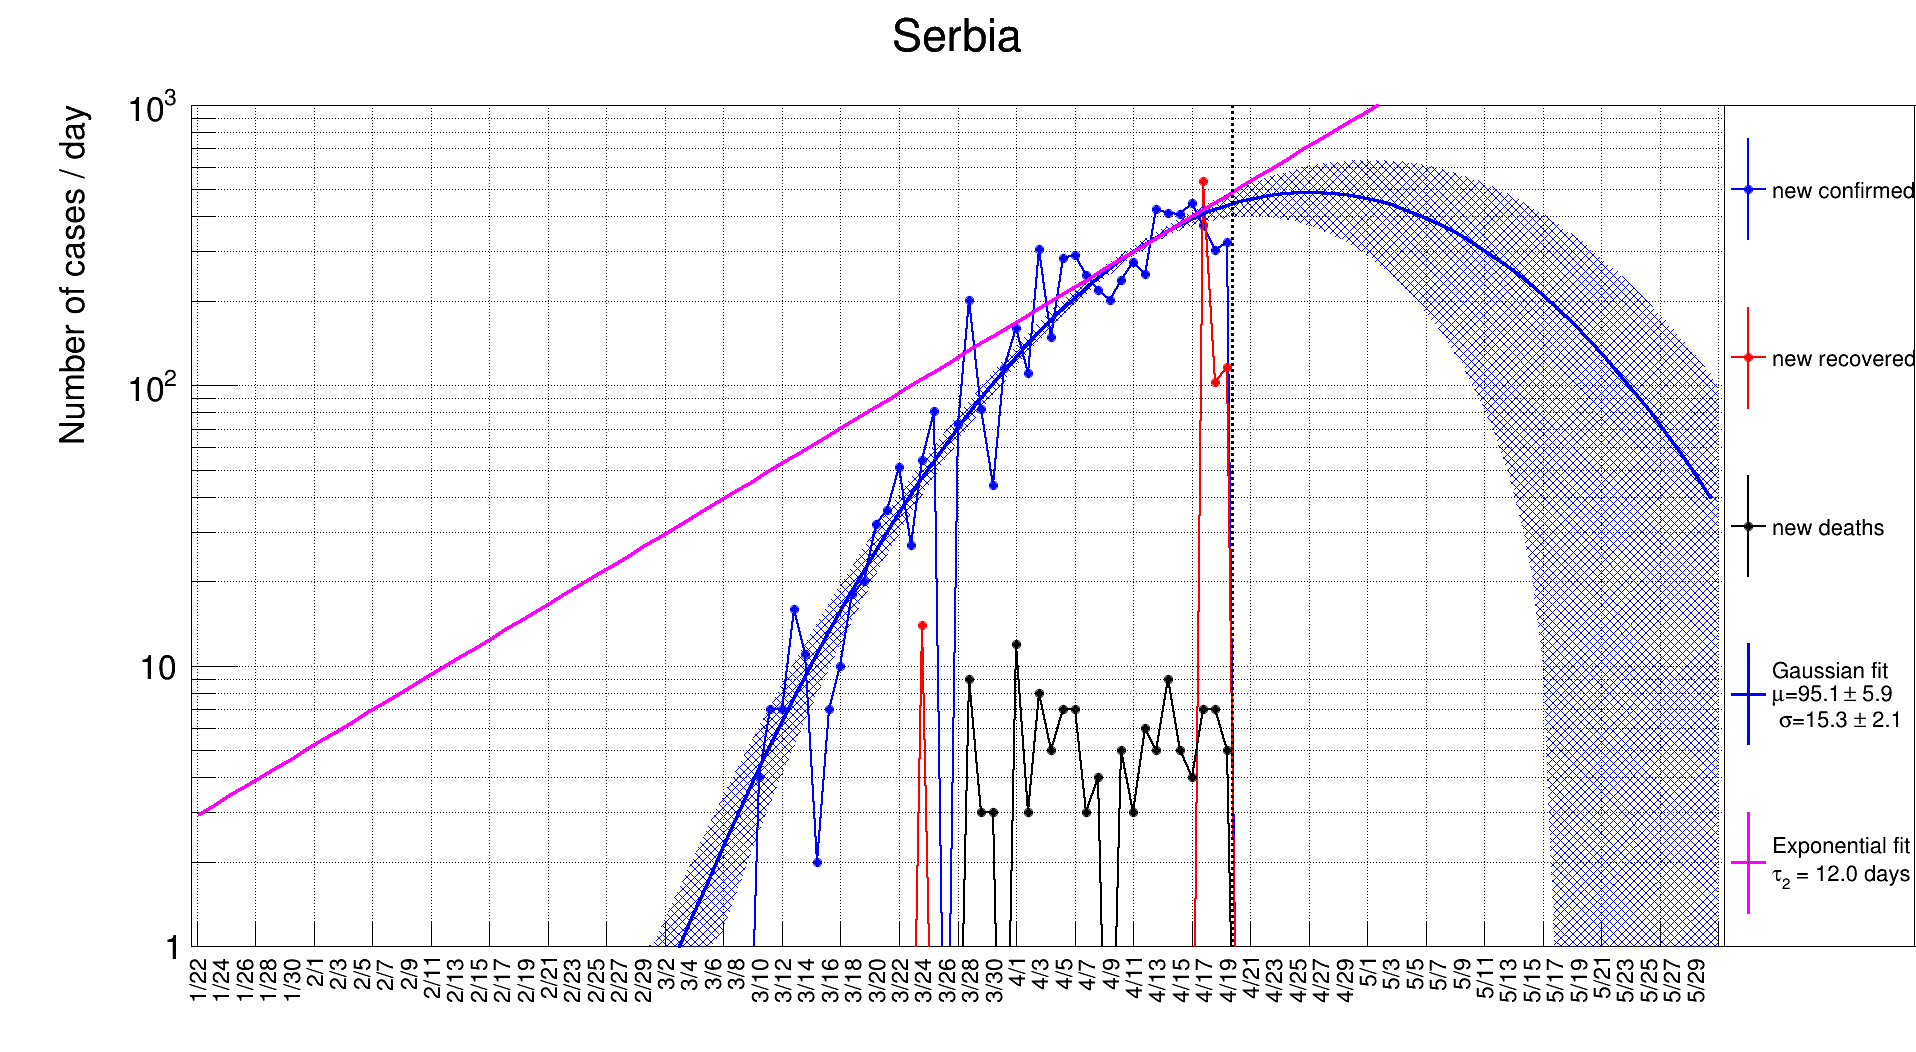 Serbia
Number of cases / day
10³
10²
10
1
1/22 1/24 1/26 1/28 1/30 2/1 2/3 2/5 2/7 2/9 2/11 2/13 2/15 2/17 2/19 2/21 2/23 2/25 2/27 2/29 3/2 3/4 3/6 3/8 3/10 3/12 3/14 3/16 3/18 3/20 3/22 3/24 3/26 3/28 3/30 4/1 4/3 4/5 4/7 4/9 4/11 4/13 4/15 4/17 4/19 4/21 4/23 4/25 4/27 4/29 5/1 5/3 5/5 5/7 5/9 5/11 5/13 5/15 5/17 5/19 5/21 5/23 5/25 5/27 5/29
new confirmed
new recovered
new deaths
Gaussian fit
μ=95.1 ± 5.9
σ=15.3 ± 2.1
Exponential fit
τ₂ = 12.0 days